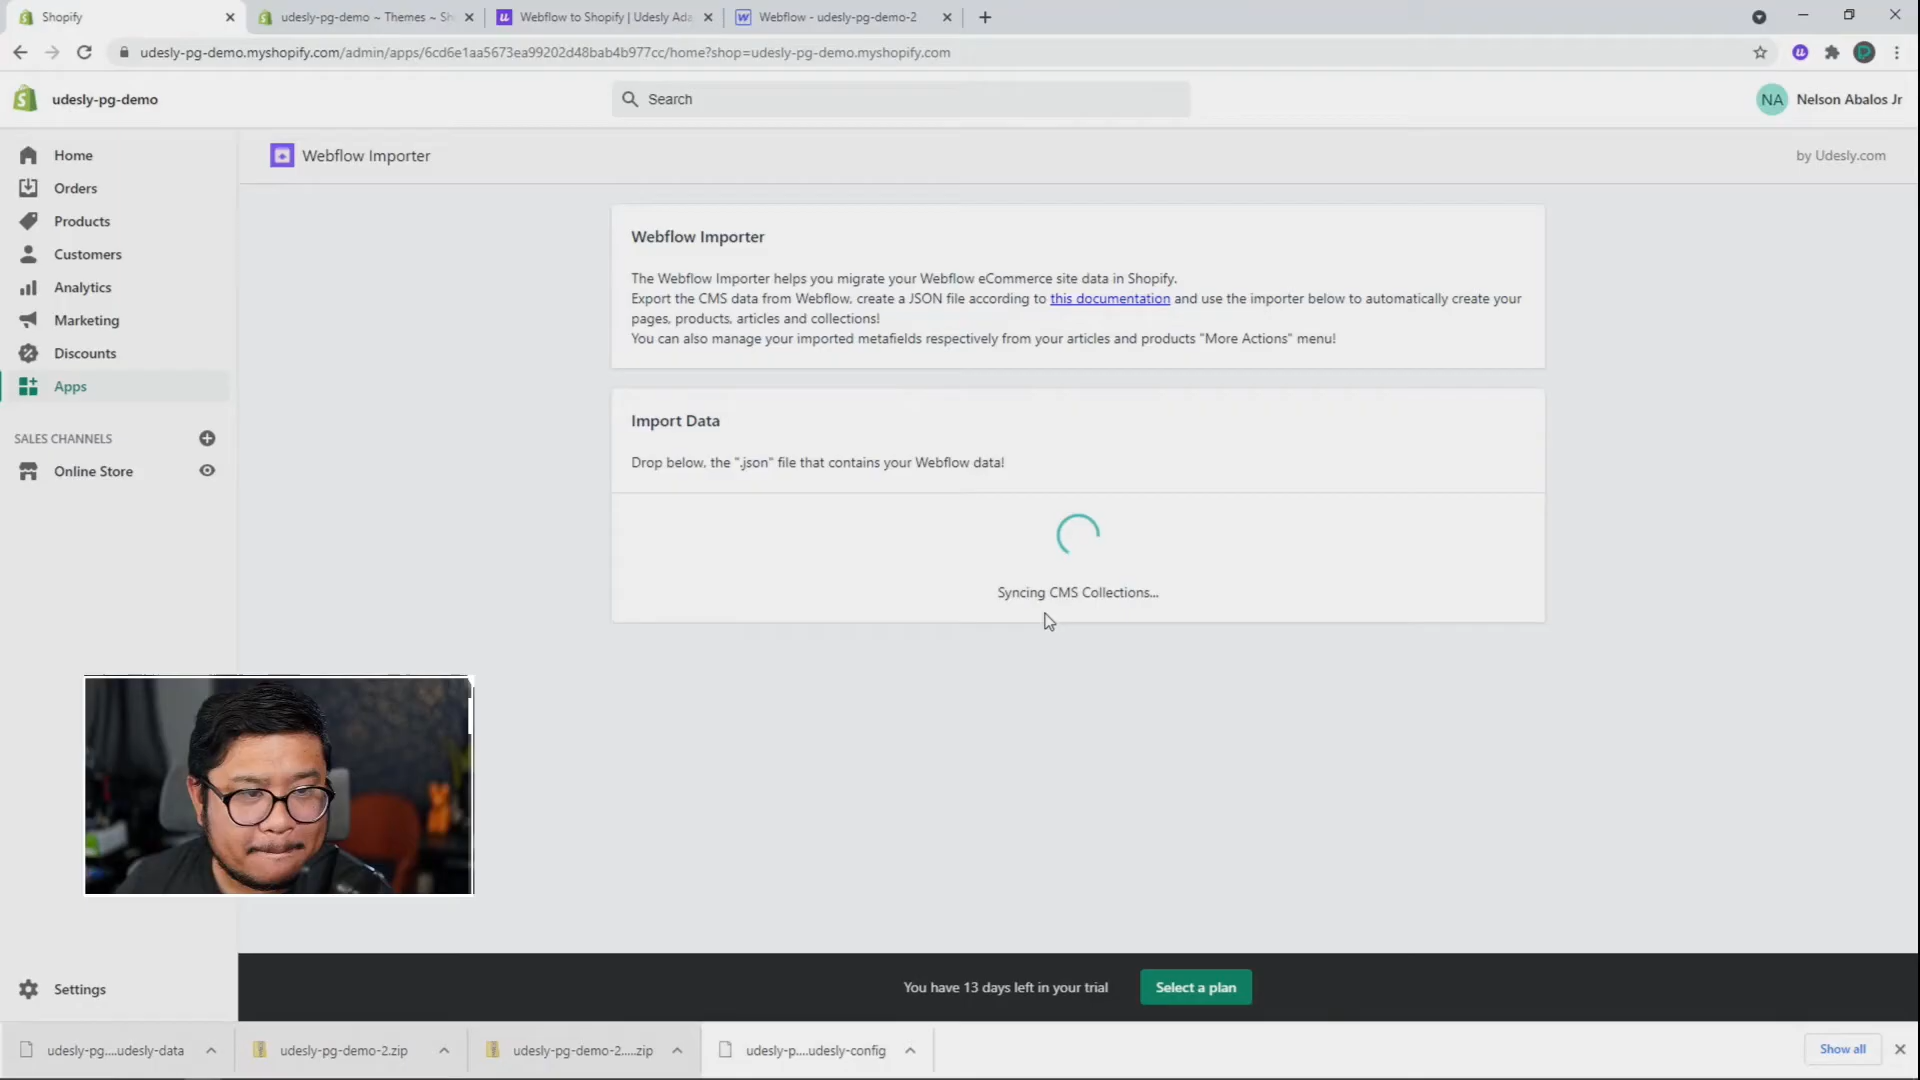 Shopify
udesly-pg-demo ~ Themes ~ Sh
Webflow to Shopify | Udesly Ada
Webflow - udesly-pg-demo-2
udesly-pg-demo.myshopify.com/admin/apps/6cd6e1aa5673ea99202d48bab4b977cc/home?shop=udesly-pg-demo.myshopify.com
udesly-pg-demo
Search
NA
Nelson Abalos Jr
Home
Orders
Products
Customers
Analytics
Marketing
Discounts
Apps
SALES CHANNELS
Online Store
Settings
Webflow Importer
by Udesly.com
Webflow Importer
The Webflow Importer helps you migrate your Webflow eCommerce site data in Shopify.
Export the CMS data from Webflow, create a JSON file according to this documentation and use the importer below to automatically create your
pages, products, articles and collections!
You can also manage your imported metafields respectively from your articles and products "More Actions" menu!
Import Data
Drop below, the ".json" file that contains your Webflow data!
Syncing CMS Collections...
You have 13 days left in your trial
Select a plan
udesly-pg....udesly-data
udesly-pg-demo-2.zip
udesly-pg-demo-2.....zip
udesly-p....udesly-config
Show all